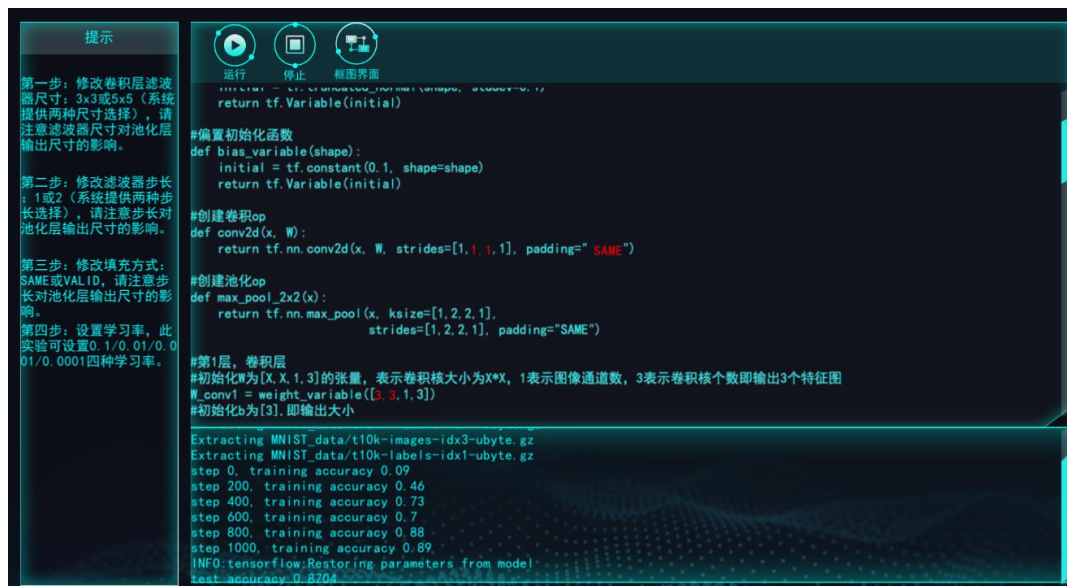 提示
第一步：修改卷积层滤波
器尺寸：3x3或5x5（系统
提供两种尺寸选择），请
注意滤波器尺寸对池化层
输出尺寸的影响。
第二步：修改滤波器步长
：1或2（系统提供两种步
长选择），请注意步长对
池化层输出尺寸的影响。
第三步：修改填充方式：
SAME或VALID，请注意步
长对池化层输出尺寸的影
响。
第四步：设置学习率，此
实验可设置0.1/0.01/0.0
01/0.0001四种学习率。
运行
停止
框图界面
initial = tf.truncated_normal(shape, stddev=0.1)
return tf.Variable(initial)
#偏置初始化函数
def bias_variable(shape):
initial = tf.constant(0.1, shape=shape)
return tf.Variable(initial)
#创建卷积op
def conv2d(x, W):
return tf.nn.conv2d(x, W, strides=[1,1,1,1], padding=" SAME")
#创建池化op
def max_pool_2x2(x):
return tf.nn.max_pool(x, ksize=[1,2,2,1],
strides=[1,2,2,1], padding="SAME")
#第1层，卷积层
#初始化W为[X,X,1,3]的张量，表示卷积核大小为X*X，1表示图像通道数，3表示卷积核个数即输出3个特征图
W_conv1 = weight_variable([3,3,1,3])
#初始化b为[3],即输出大小
Extracting MNIST_data/t10k-images-idx3-ubyte.gz
Extracting MNIST_data/t10k-labels-idx1-ubyte.gz
step 0, training accuracy 0.09
step 200, training accuracy 0.46
step 400, training accuracy 0.73
step 600, training accuracy 0.7
step 800, training accuracy 0.88
step 1000, training accuracy 0.89
INFO:tensorflow:Restoring parameters from model
test accuracy 0.8704